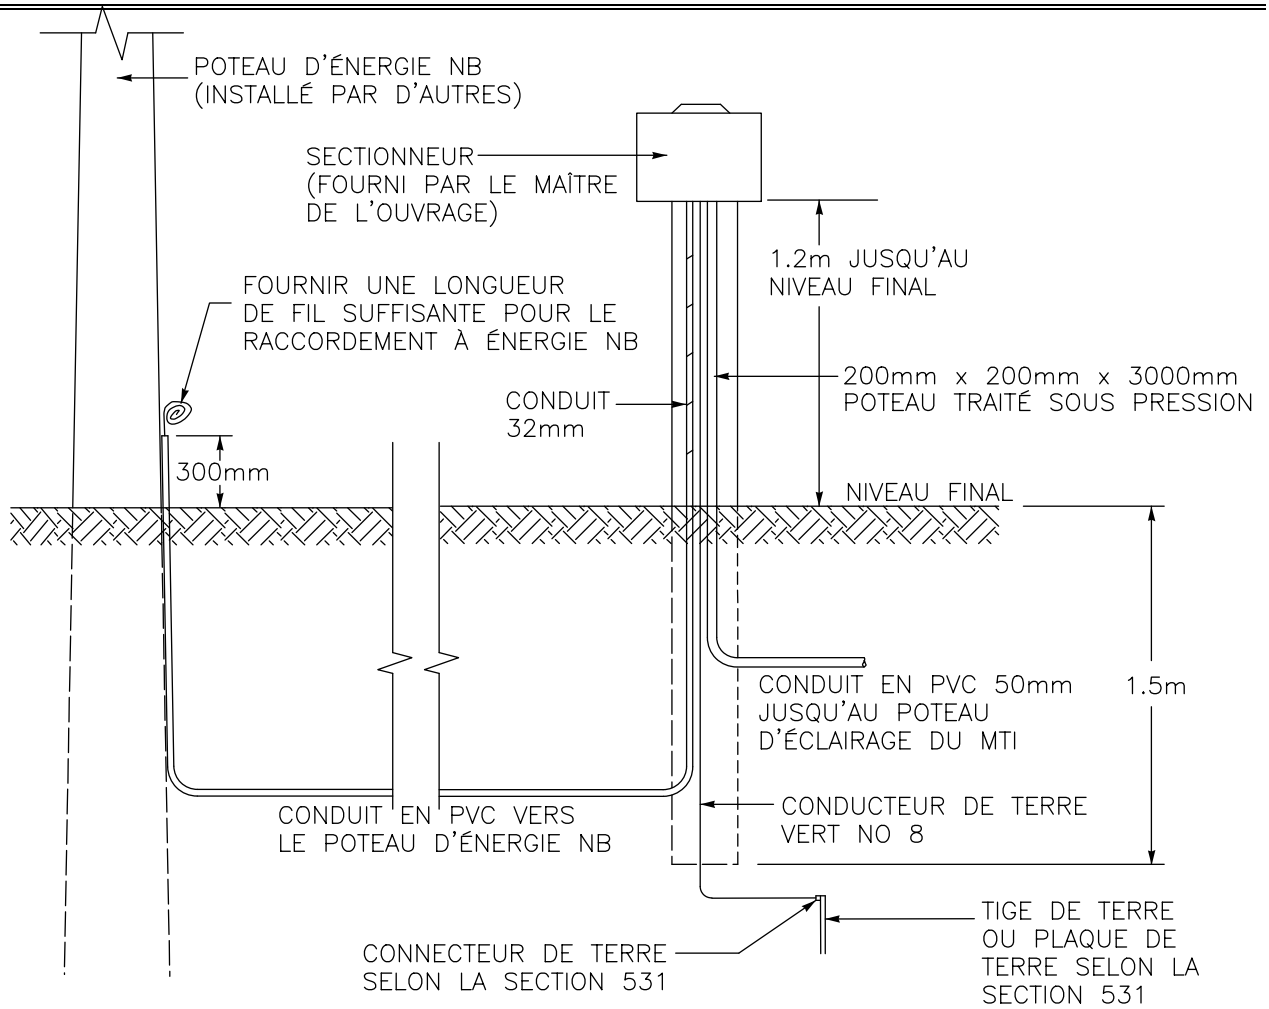 POTEAU D'ÉNERGIE NB
(INSTALLÉ PAR D'AUTRES)
SECTIONNEUR
(FOURNI PAR LE MAÎTRE
DE L'OUVRAGE)
1.2m JUSQU'AU
NIVEAU FINAL
FOURNIR UNE LONGUEUR
DE FIL SUFFISANTE POUR LE
RACCORDEMENT À ÉNERGIE NB
200mm x 200mm x 3000mm
POTEAU TRAITÉ SOUS PRESSION
CONDUIT
32mm
300mm
NIVEAU FINAL
CONDUIT EN PVC 50mm
JUSQU'AU POTEAU
D'ÉCLAIRAGE DU MTI
1.5m
CONDUIT EN PVC VERS
LE POTEAU D'ÉNERGIE NB
CONDUCTEUR DE TERRE
VERT NO 8
CONNECTEUR DE TERRE
SELON LA SECTION 531
TIGE DE TERRE
OU PLAQUE DE
TERRE SELON LA
SECTION 531